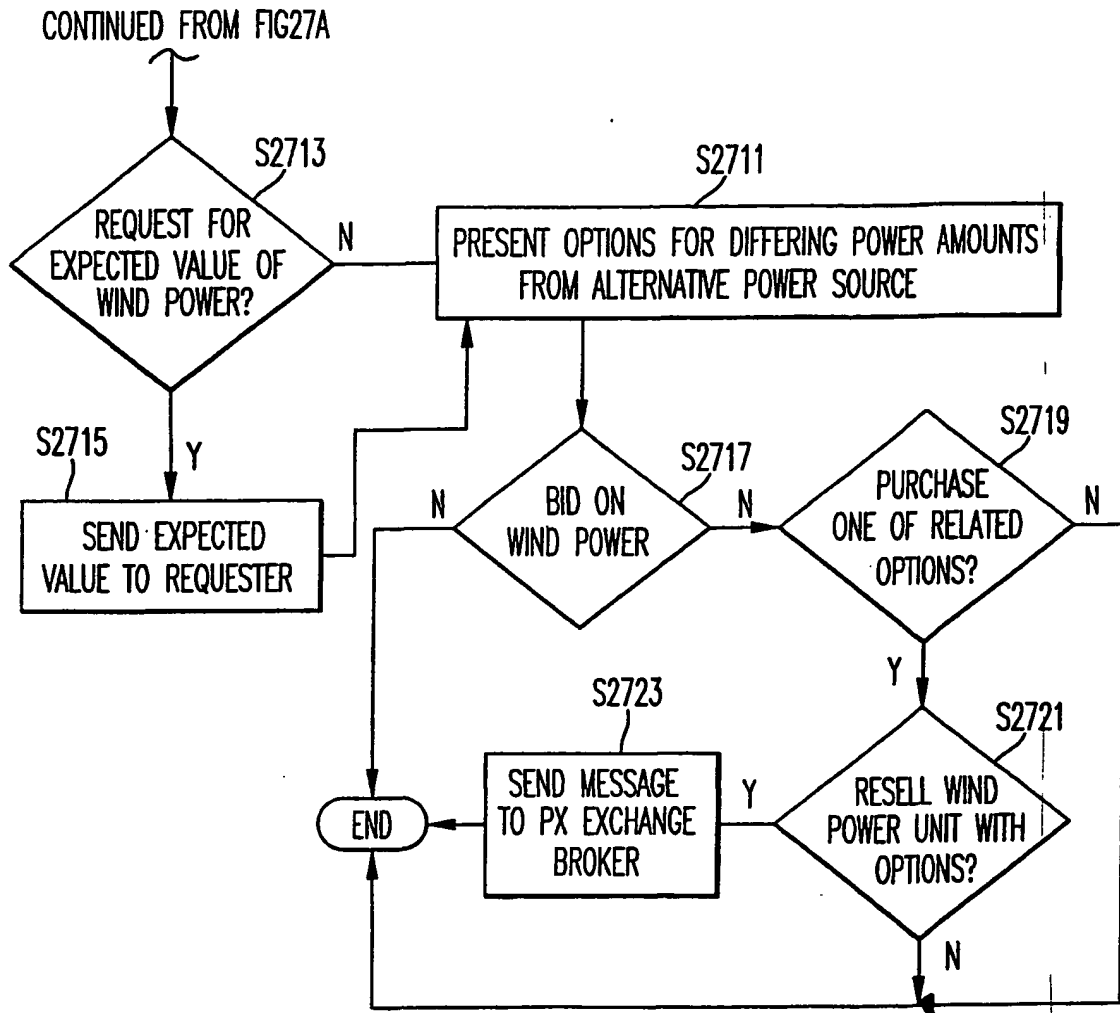 CONTINUED FROM FIG27A
S2713
REQUEST FOR
EXPECTED VALUE OF
WIND POWER?
N
Y
S2711
PRESENT OPTIONS FOR DIFFERING POWER AMOUNTS
FROM ALTERNATIVE POWER SOURCE
S2715
SEND EXPECTED
VALUE TO REQUESTER
S2717
N
BID ON
WIND POWER
N
S2719
PURCHASE
ONE OF RELATED
OPTIONS?
N
Y
S2721
RESELL WIND
POWER UNIT WITH
OPTIONS?
Y
N
S2723
SEND MESSAGE
TO PX EXCHANGE
BROKER
END